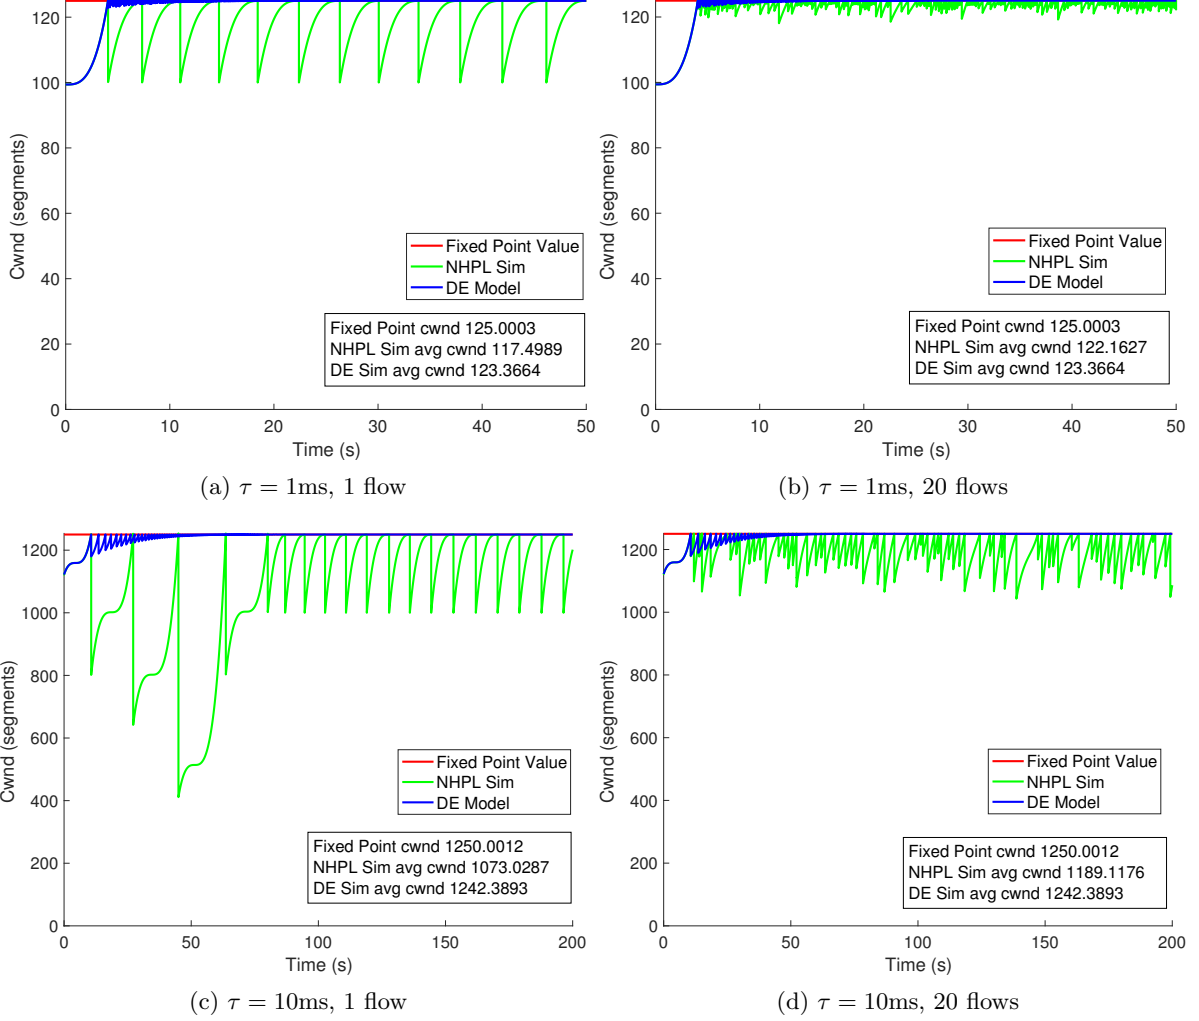 120
100
80
60
40
20
0
Cwnd (segments)
Fixed Point Value
NHPL Sim
DE Model
Fixed Point cwnd 125.0003
NHPL Sim avg cwnd 117.4989
DE Sim avg cwnd 123.3664
0 10 20 30 40 50
Time (s)
(a) τ = 1ms, 1 flow
120
100
80
60
40
20
0
Cwnd (segments)
Fixed Point Value
NHPL Sim
DE Model
Fixed Point cwnd 125.0003
NHPL Sim avg cwnd 122.1627
DE Sim avg cwnd 123.3664
0 10 20 30 40 50
Time (s)
(b) τ = 1ms, 20 flows
1200
1000
800
600
400
200
0
Cwnd (segments)
Fixed Point Value
NHPL Sim
DE Model
Fixed Point cwnd 1250.0012
NHPL Sim avg cwnd 1073.0287
DE Sim avg cwnd 1242.3893
0 50 100 150 200
Time (s)
(c) τ = 10ms, 1 flow
1200
1000
800
600
400
200
0
Cwnd (segments)
Fixed Point Value
NHPL Sim
DE Model
Fixed Point cwnd 1250.0012
NHPL Sim avg cwnd 1189.1176
DE Sim avg cwnd 1242.3893
0 50 100 150 200
Time (s)
(d) τ = 10ms, 20 flows